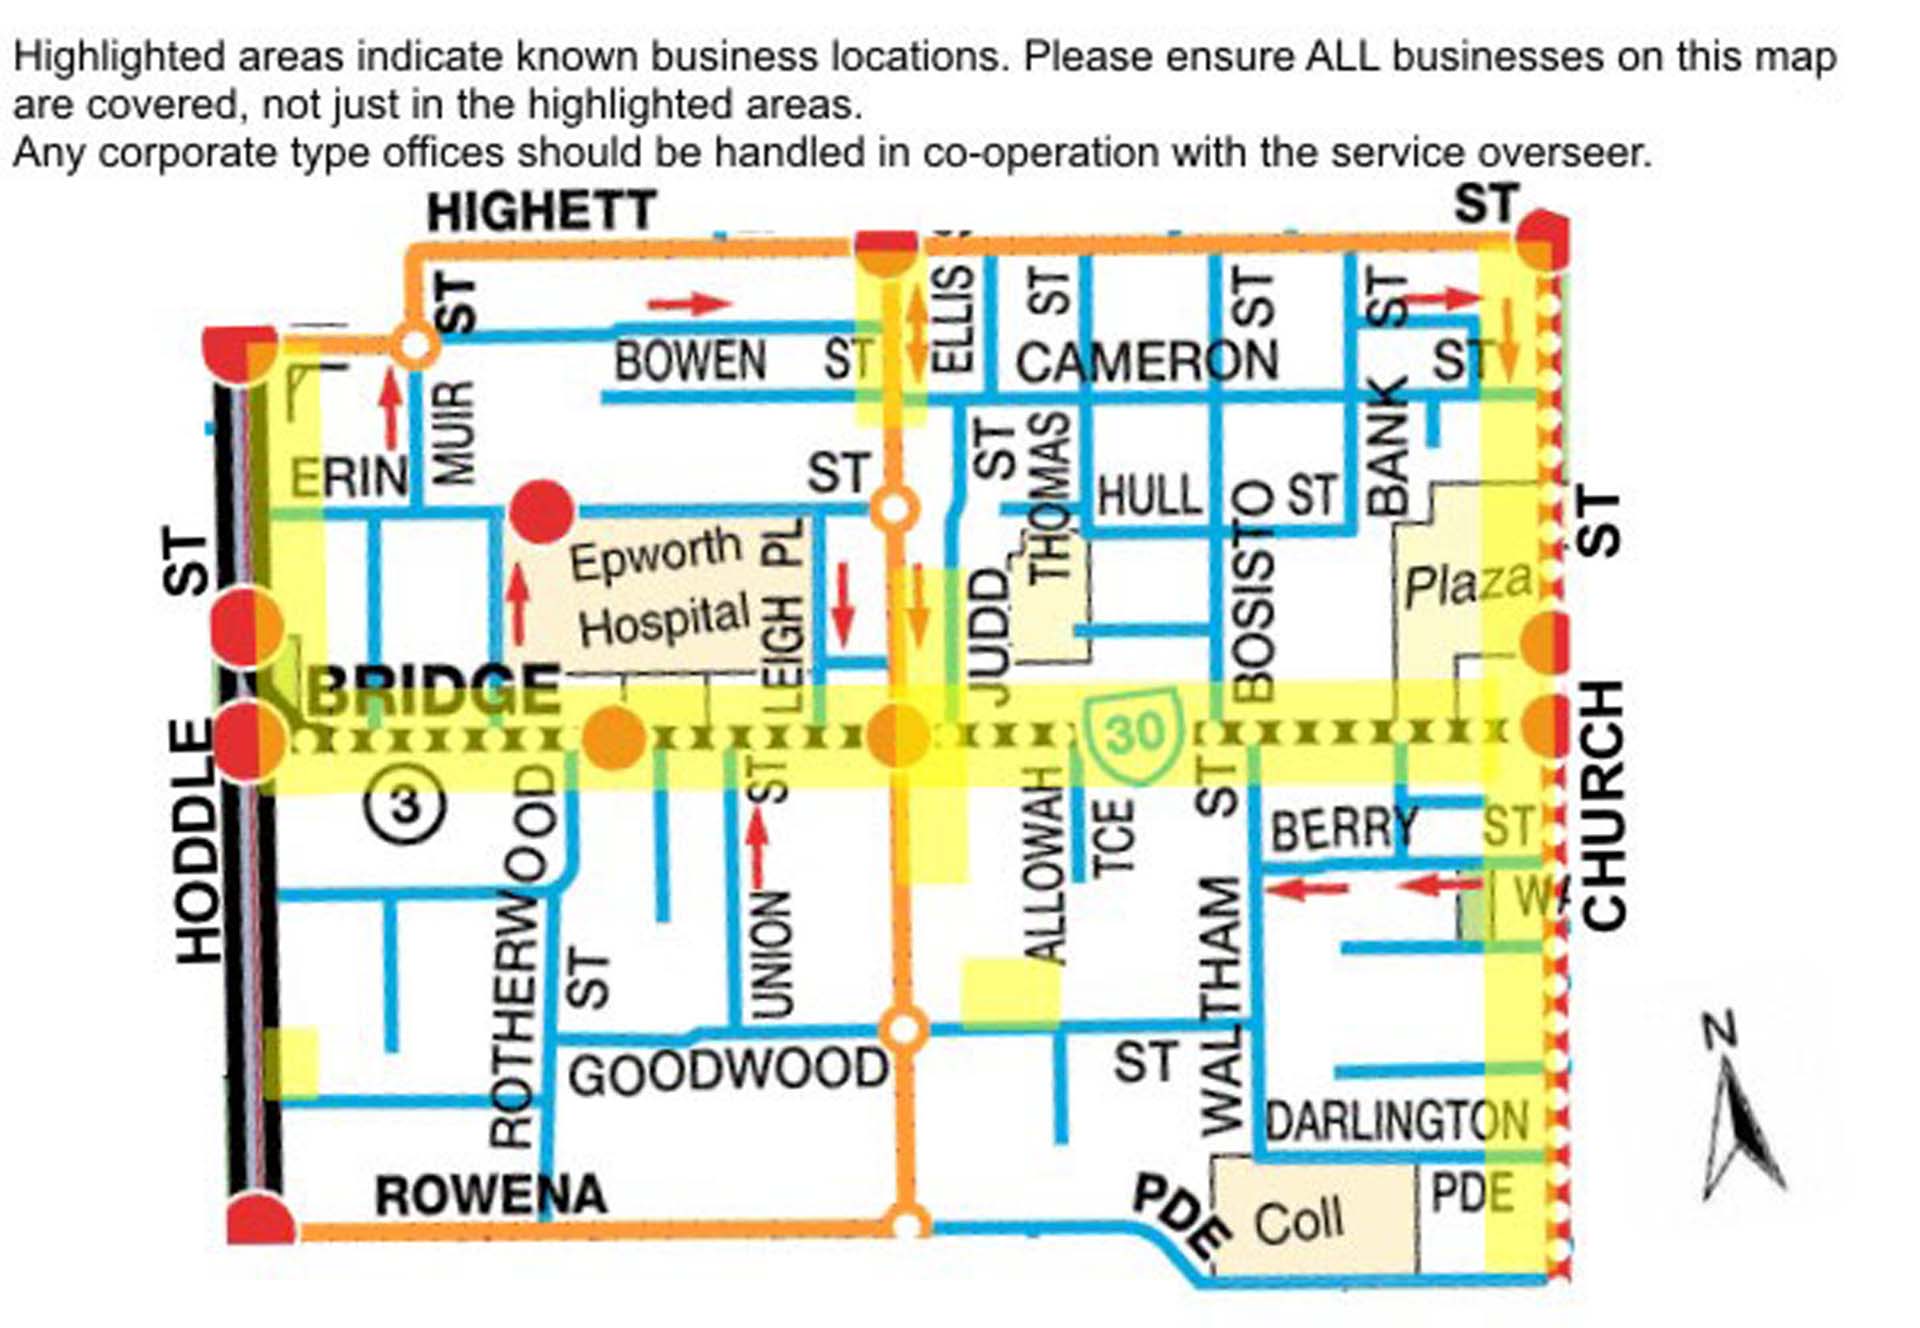 Highlighted areas indicate known business locations. Please ensure ALL businesses on this map
are covered, not just in the highlighted areas.
Any corporate type offices should be handled in co-operation with the service overseer.
HIGHETT ST
ST
ELLIS
ST
ST
ST
BOWEN ST
CAMERON ST
MUIR
ERIN ST
ST
THOMAS
HULL ST
BANK
ST
ST
Epworth
Hospital
LEIGH PL
JUDD
BOSISTO
Plaza
BRIDGE
30
HODDLE
CHURCH
3
ROTHERWOOD
ST
UNION
ST
ALLOWAH
TCE
WALTHAM
ST
BERRY ST
GOODWOOD ST
DARLINGTON
PDE
ROWENA PDE
Coll
N